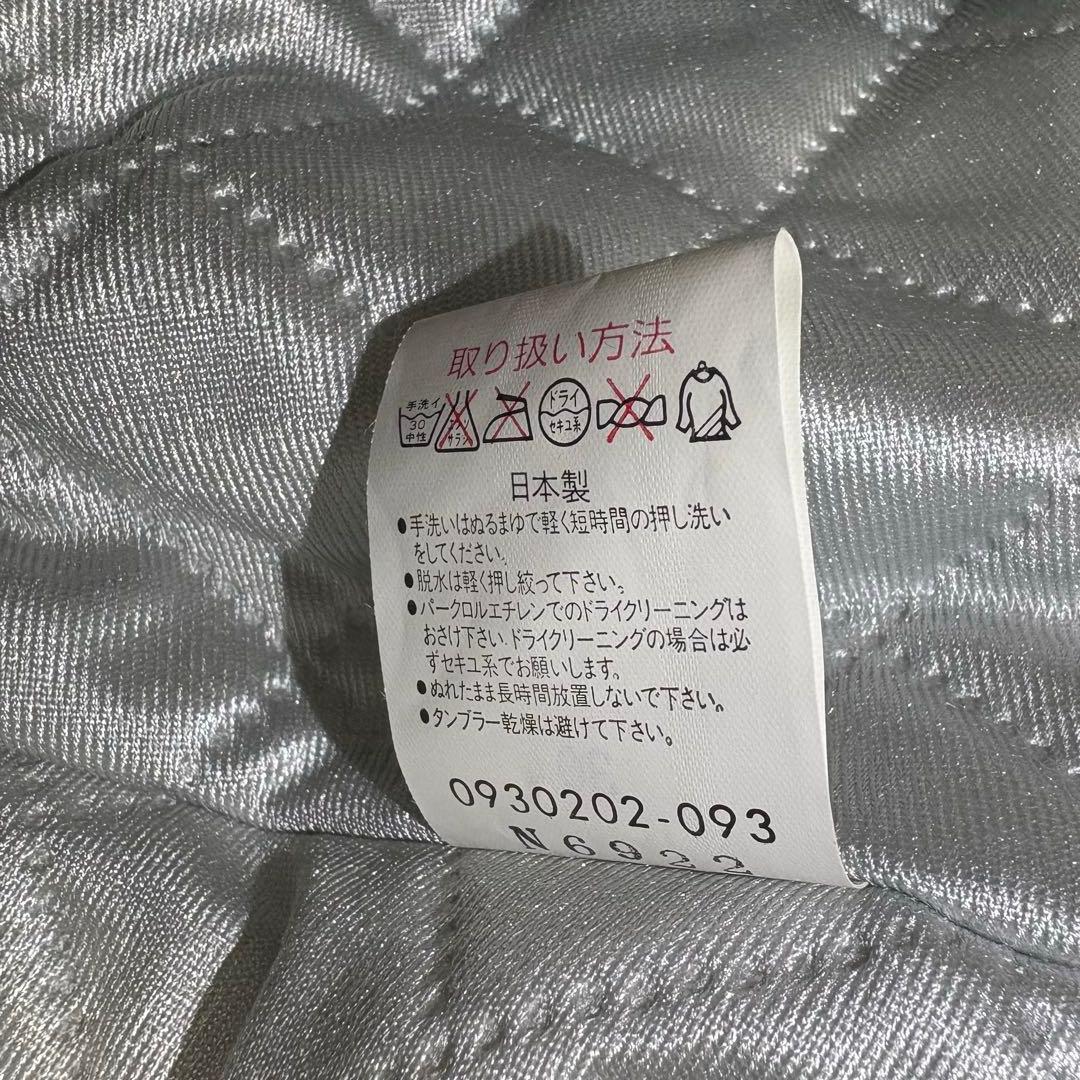 取り扱い方法
手洗イ 30 中性
エンソ サラシ
ドライ セキユ系
日本製
●手洗いはぬるまゆで軽く短時間の押し洗い
をしてください。
●脱水は軽く押し絞って下さい。
●パークロルエチレンでのドライクリーニングは
おさけ下さい.ドライクリーニングの場合は必
ずセキユ系でお願いします。
●ぬれたまま長時間放置しないで下さい。
●タンブラー乾燥は避けて下さい。
0930202-093
N6922